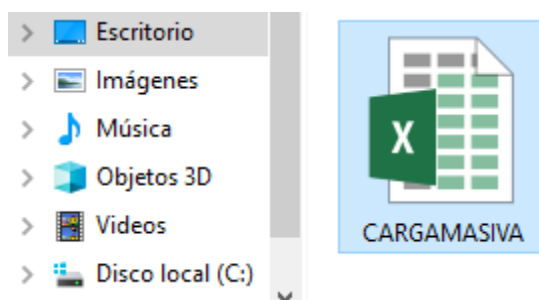 Escritorio
Imágenes
Música
Objetos 3D
Videos
Disco local (C:)
X
CARGAMASIVA